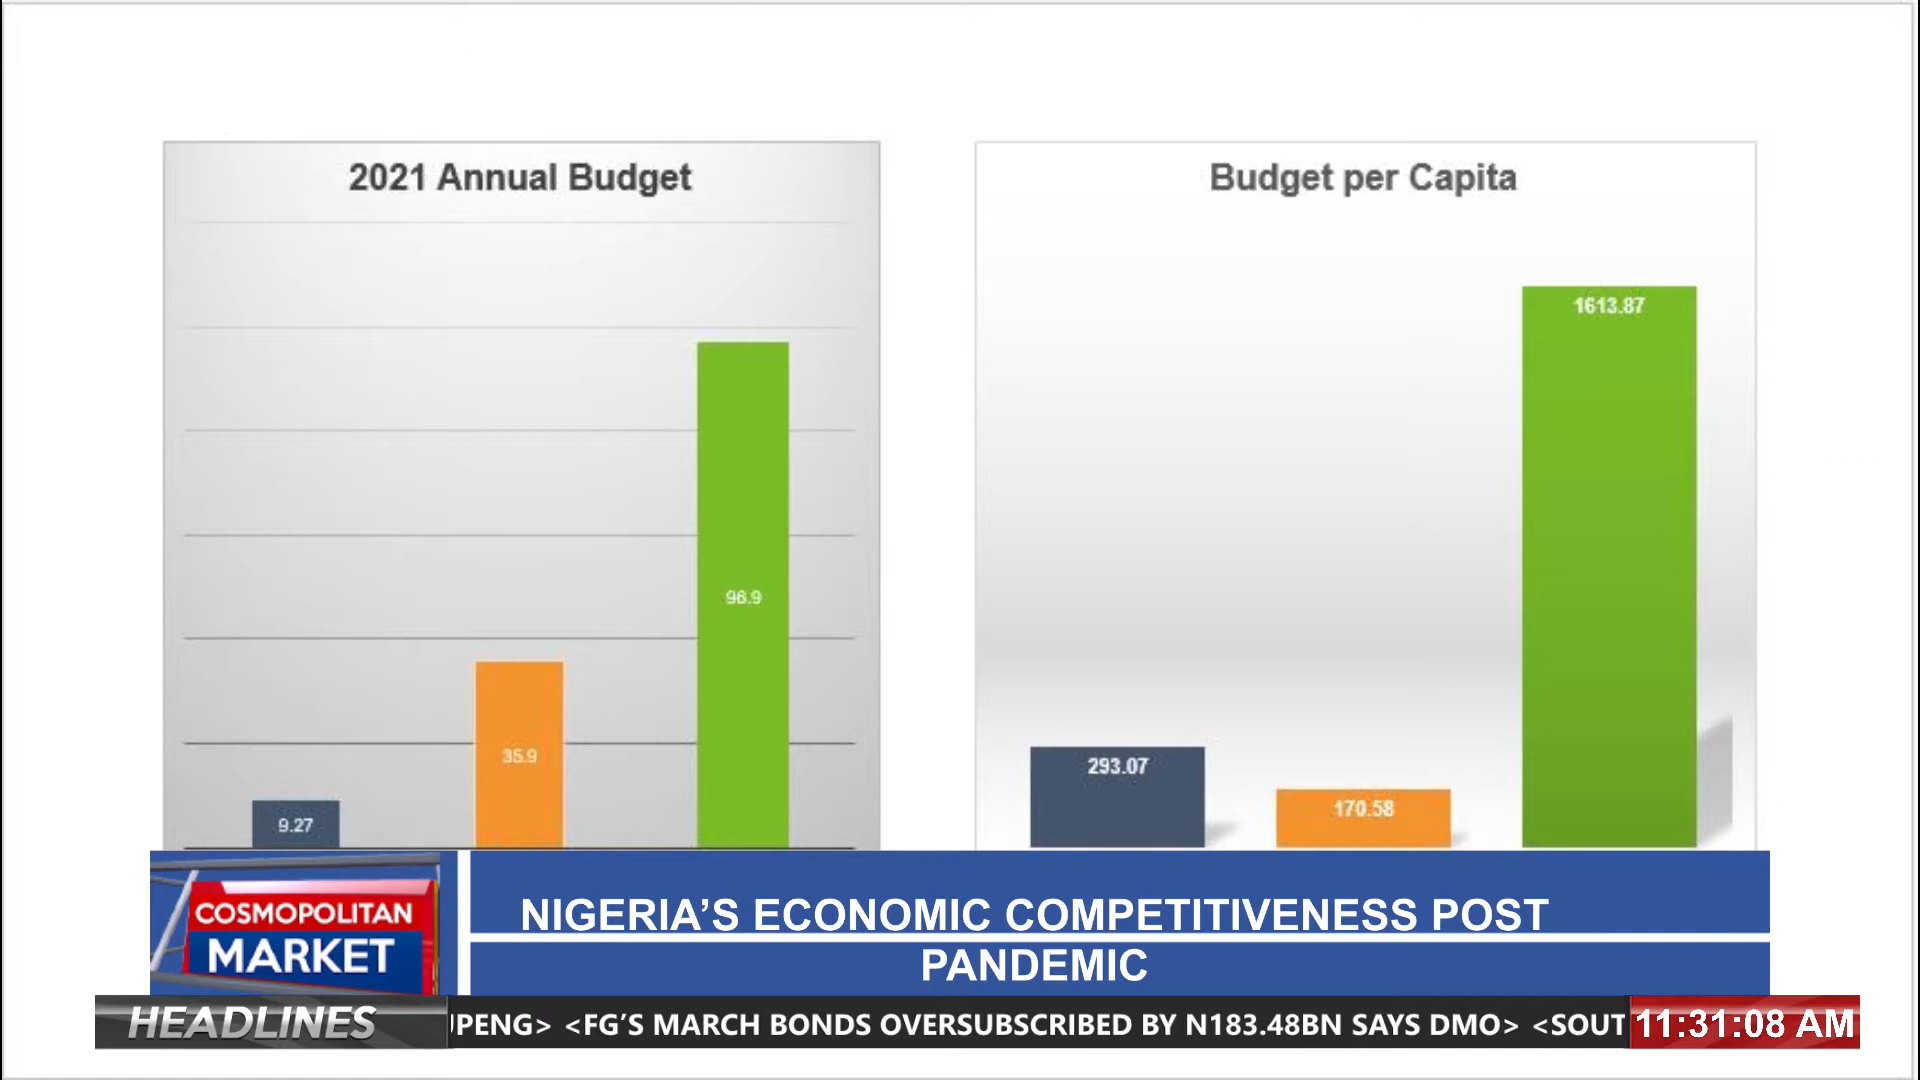 2021 Annual Budget
96.9
35.9
9.27
Budget per Capita
1613.87
293.07
170.58
COSMOPOLITAN
MARKET
NIGERIA’S ECONOMIC COMPETITIVENESS POST
PANDEMIC
HEADLINES
<FG’S MARCH BONDS OVERSUBSCRIBED BY N183.48BN SAYS DMO> <SOUT
11:31:08 AM